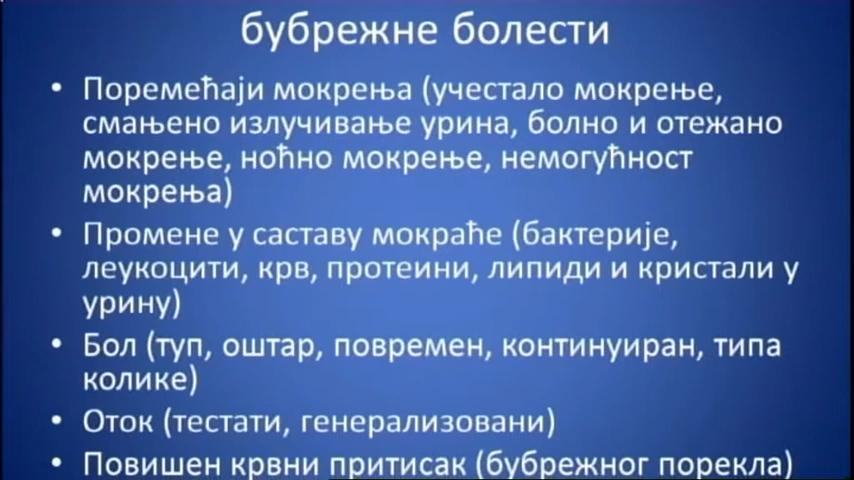 бубрежне болести
• Поремећаји мокрења (учестало мокрење,
смањено излучивање урина, болно и отежано
мокрење, ноћно мокрење, немогућност
мокрења)
• Промене у саставу мокраће (бактерије,
леукоцити, крв, протеини, липиди и кристали у
урину)
• Бол (туп, оштар, повремен, континуиран, типа
колике)
• Оток (тестати, генерализовани)
• Повишен крвни притисак (бубрежног порекла)